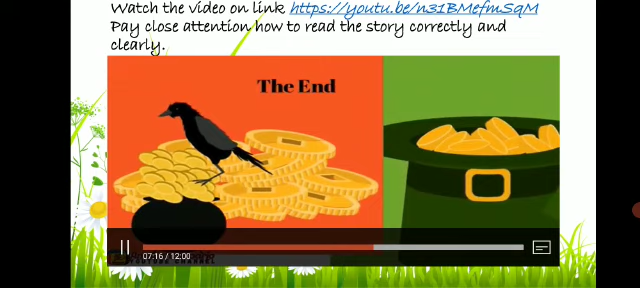 Watch the video on link https://youtu.be/n31BMefmSqM
Pay close attention how to read the story correctly and
clearly.
The End
07:16 / 12:00